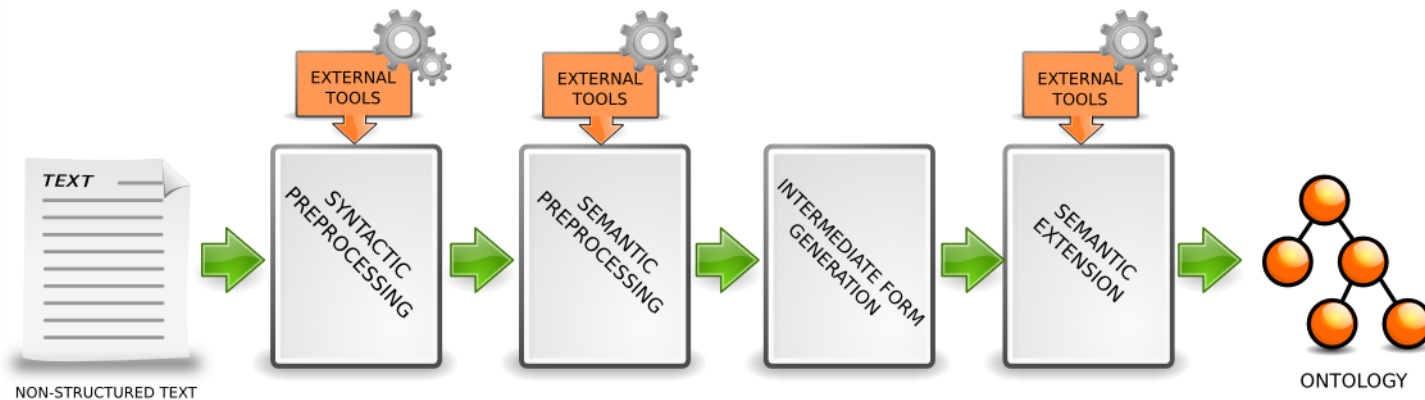 EXTERNAL
TOOLS
EXTERNAL
TOOLS
EXTERNAL
TOOLS
TEXT
NON-STRUCTURED TEXT
SYNTACTIC
PREPROCESSING
SEMANTIC
PREPROCESSING
INTERMEDIATE FORM
GENERATION
SEMANTIC
EXTENSION
ONTOLOGY